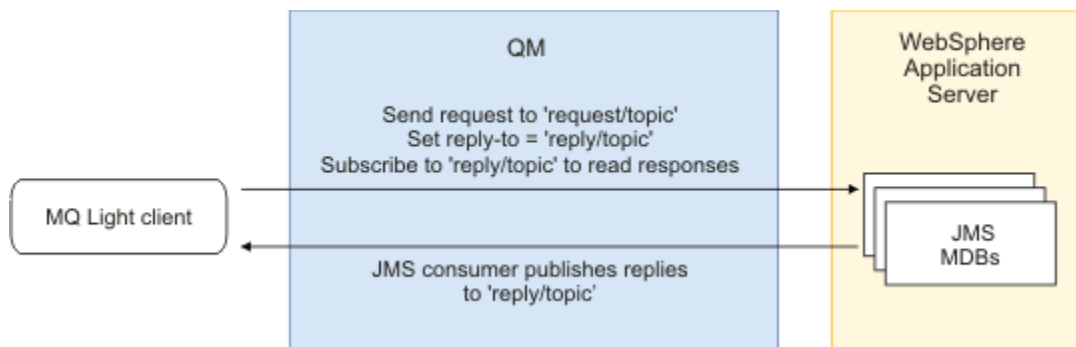 QM
WebSphere
Application
Server
Send request to 'request/topic'
Set reply-to = 'reply/topic'
Subscribe to 'reply/topic' to read responses
MQ Light client
JMS
MDBs
JMS consumer publishes replies
to 'reply/topic'